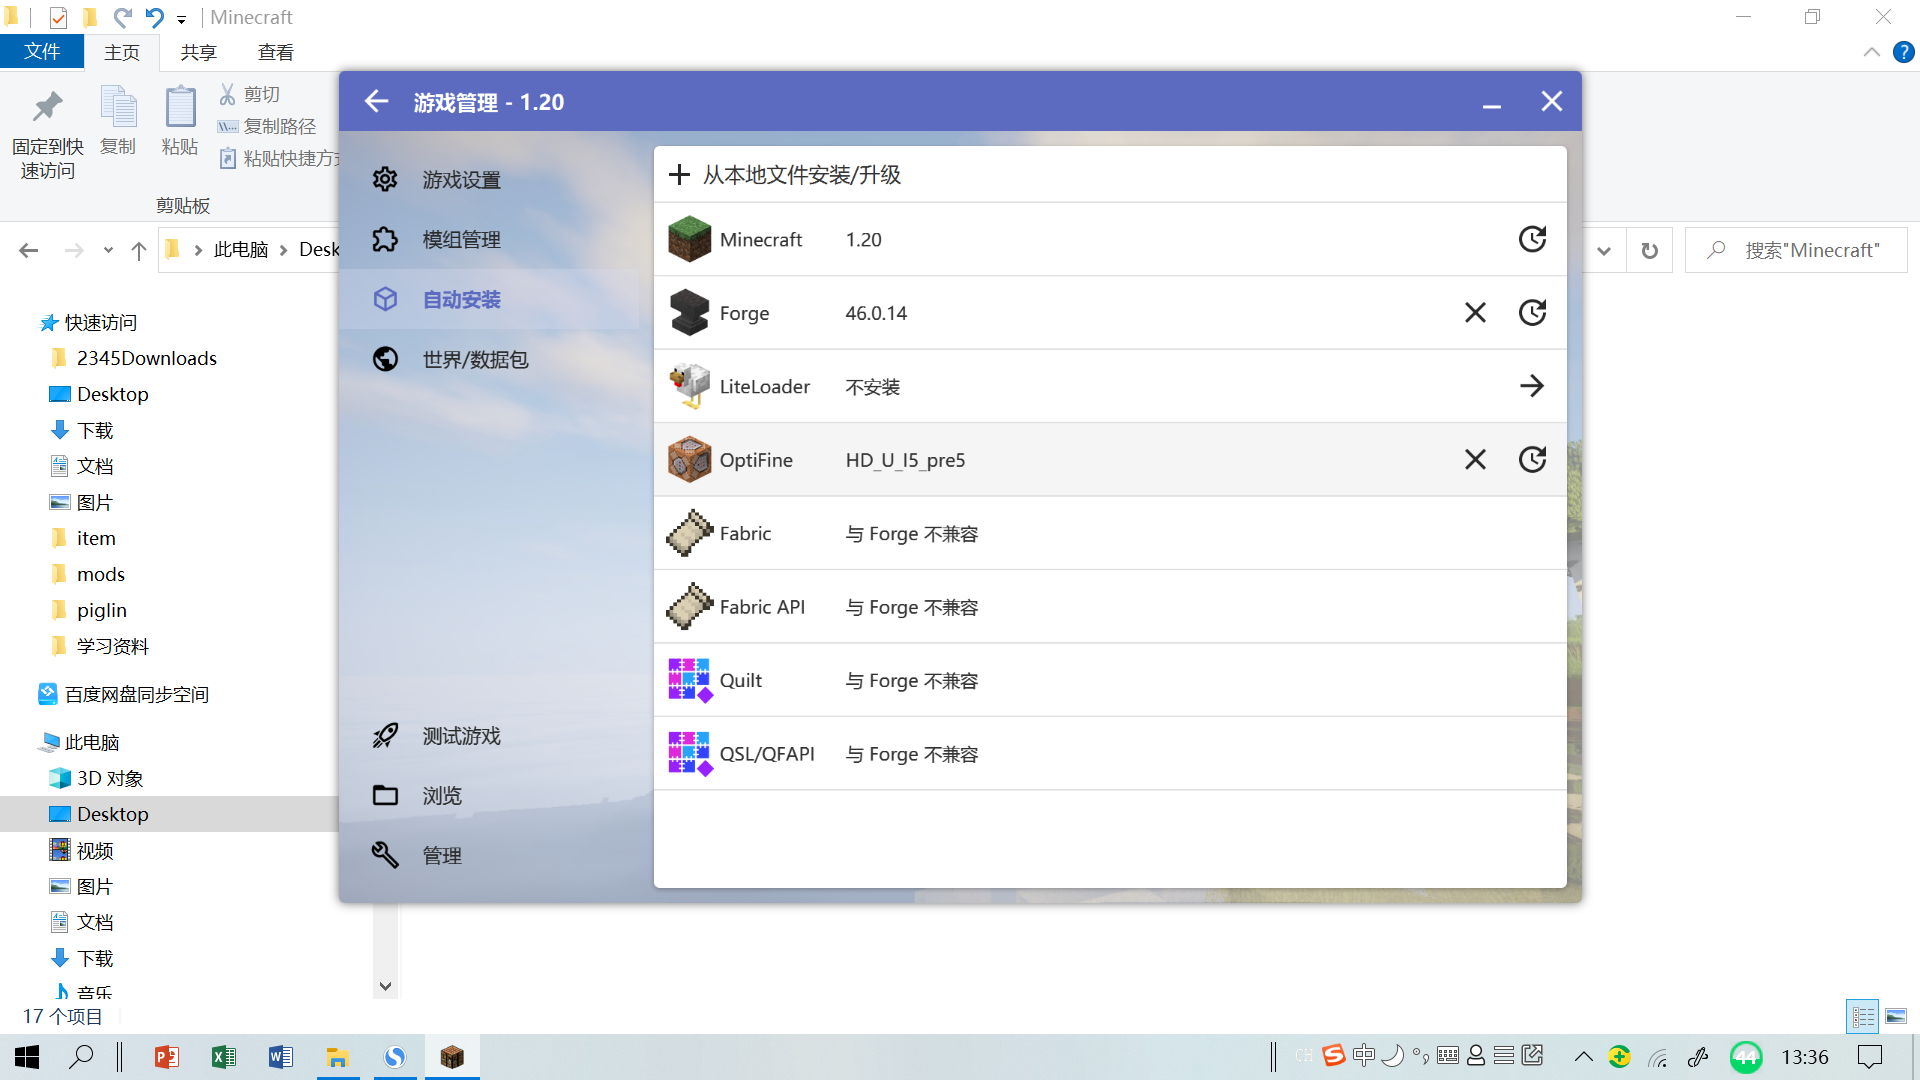 Minecraft
文件
主页
共享
查看
固定到快
速访问
复制
粘贴
剪切
复制路径
粘贴快捷方式
剪贴板
此电脑
Desk
搜索"Minecraft"
快速访问
2345Downloads
Desktop
下载
文档
图片
item
mods
piglin
学习资料
百度网盘同步空间
此电脑
3D 对象
Desktop
视频
图片
文档
下载
音乐
17 个项目
游戏管理 - 1.20
游戏设置
模组管理
自动安装
世界/数据包
测试游戏
浏览
管理
从本地文件安装/升级
Minecraft 1.20
Forge 46.0.14
LiteLoader 不安装
OptiFine HD_U_I5_pre5
Fabric 与 Forge 不兼容
Fabric API 与 Forge 不兼容
Quilt 与 Forge 不兼容
QSL/QFAPI 与 Forge 不兼容
CH
中
44
13:36